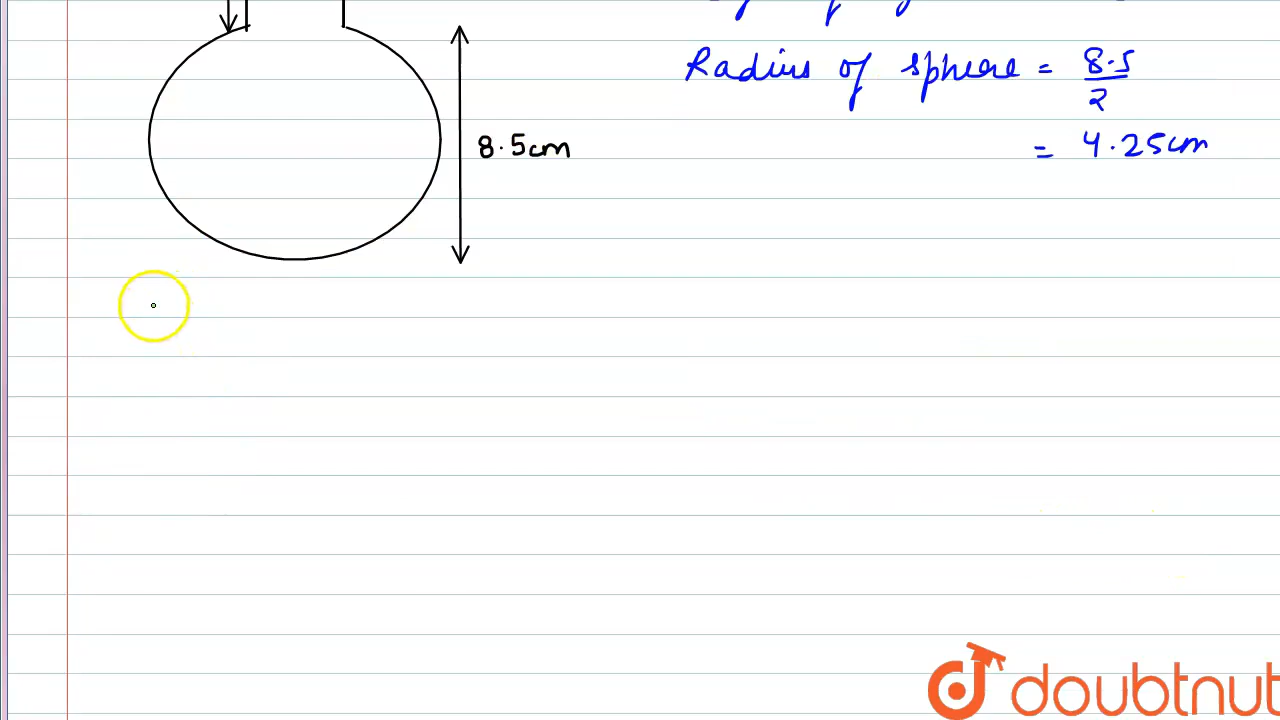 Radius of sphere = 8.5
2
8.5cm
= 4.25cm
doubtnut